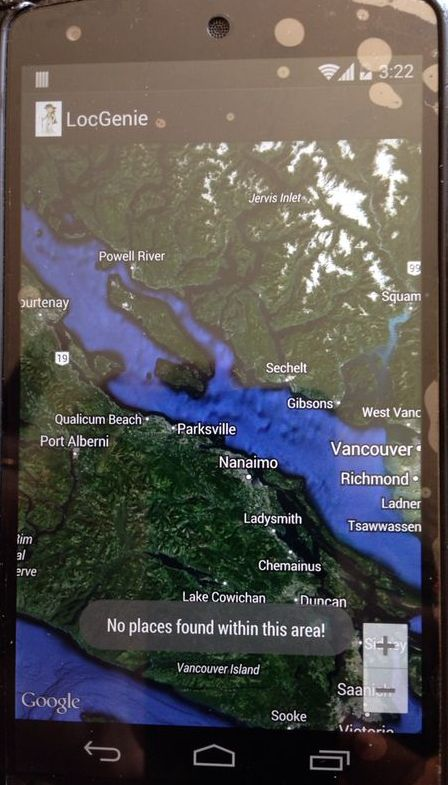 3:22
LocGenie
Jervis Inlet
Powell River
99
ourtenay
Squam
19
Sechelt
Gibsons
West Vanc
Qualicum Beach
Parksville
Port Alberni
Vancouver
Nanaimo
Richmond
Ladner
Ladysmith
Tsawwassen
Rim
al
erve
Chemainus
Lake Cowichan
Duncan
No places found within this area!
Sidney
+
Vancouver Island
Saanich
-
Google
Sooke
Victoria